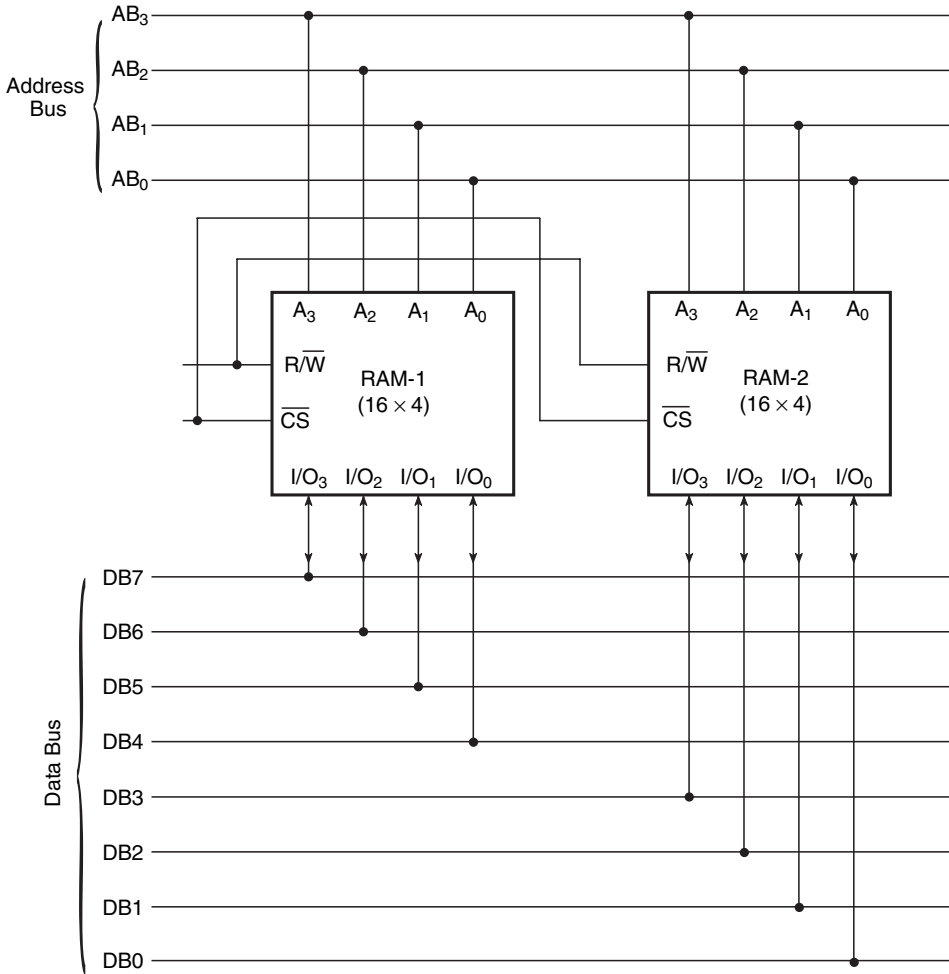 AB₃
AB₂
Address
Bus
AB₁
AB₀
A₃ A₂ A₁ A₀
A₃ A₂ A₁ A₀
R/W̅
RAM-1
(16 × 4)
C̅S̅
R/W̅
RAM-2
(16 × 4)
C̅S̅
I/O₃ I/O₂ I/O₁ I/O₀
I/O₃ I/O₂ I/O₁ I/O₀
Data Bus
DB7
DB6
DB5
DB4
DB3
DB2
DB1
DB0